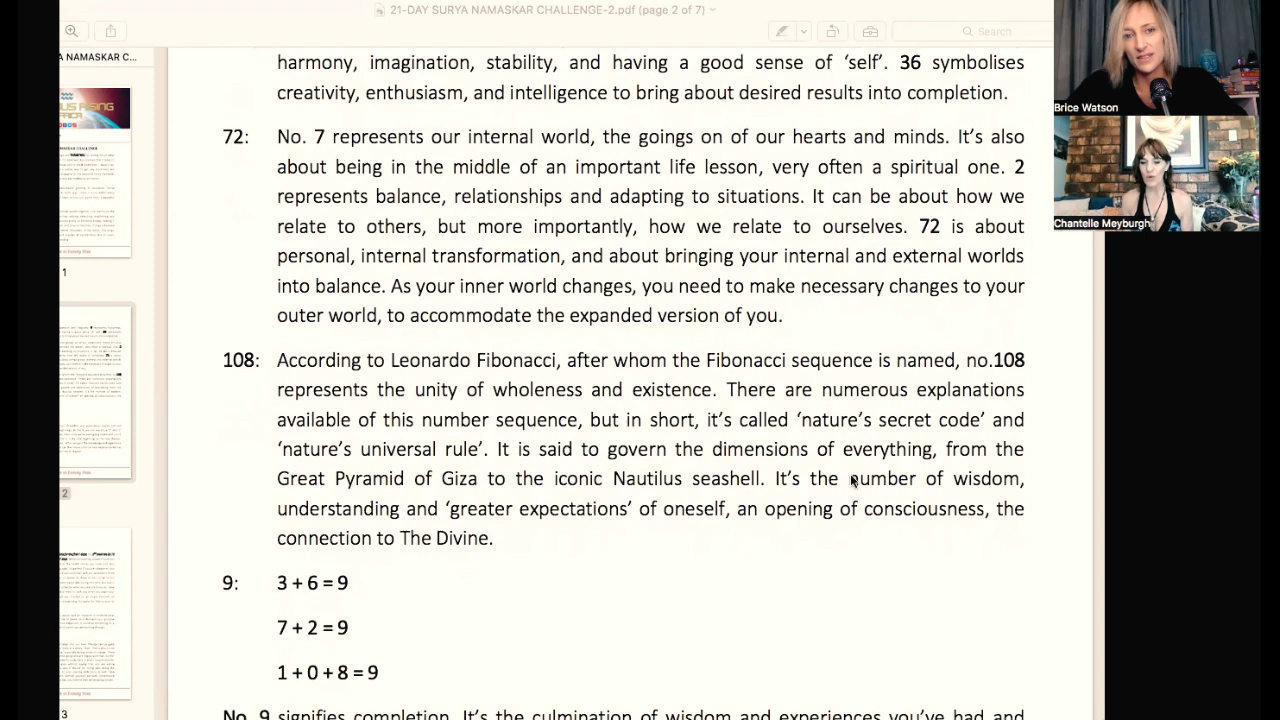 21-DAY SURYA NAMASKAR CHALLENGE-2.pdf (page 2 of 7)
Search
A NAMASKAR C...
harmony, imagination, stability, and having a good sense of ‘self’. 36 symbolises
creativity, enthusiasm, and intelligence to bring about desired results into completion.
72: No. 7 represents our internal world, the goings on of our hearts and minds. It’s also
about being in the middle of an important life lesson, very often a spiritual one. 2
represents balance, relationships and adapting to situations. It can be about how we
relate to others, but more importantly, how we relate to ourselves. 72 is about
personal, internal transformation, and about bringing your internal and external worlds
into balance. As your inner world changes, you need to make necessary changes to your
outer world, to accommodate the expanded version of you.
108: According to Leonardo Fibonacci, after whom the Fibonacci Sequence is named, 108
represents the unity of wholeness and existence. There are numerous explanations
available of this number sequence, but in short, it’s called ‘nature’s secret code’ and
‘nature’s universal rule’. It is said to govern the dimensions of everything, from the
Great Pyramid of Giza to the iconic Nautilus seashell. It’s the number of wisdom,
understanding and ‘greater expectations’ of oneself, an opening of consciousness, the
connection to The Divine.
9: 3 + 6 = 9
7 + 2 = 9
1 + 0 + 8 = 9
No. 9 signifies completion. It’s the culmination of wisdom and experiences you’ve had and
1
2
3
Brice Watson
Chantelle Meyburgh